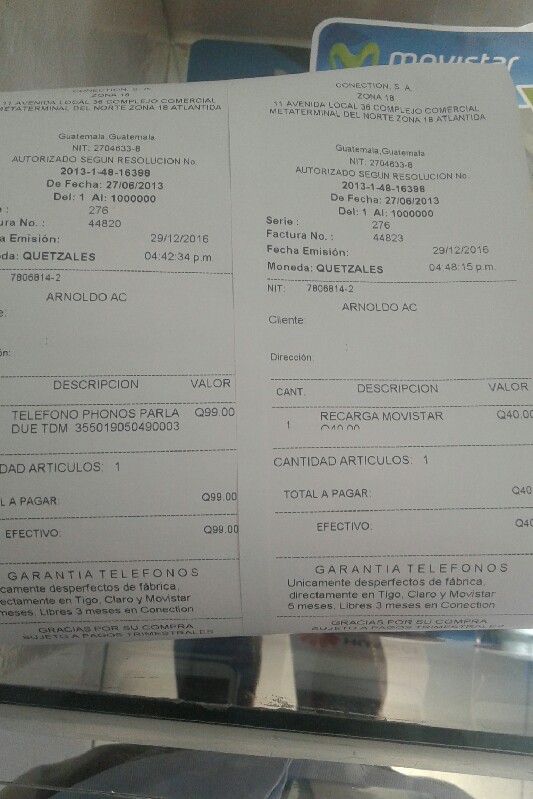 movistar
CONECTION, S. A.
ZONA 18
11 AVENIDA LOCAL 36 COMPLEJO COMERCIAL
METATERMINAL DEL NORTE ZONA 18 ATLANTIDA
Guatemala,Guatemala
NIT: 2704633-8
AUTORIZADO SEGUN RESOLUCION No.
2013-1-48-16398
De Fecha: 27/06/2013
Del: 1 Al: 1000000
:
276
ura No. :
44820
a Emisión:
29/12/2016
eda: QUETZALES
04:42:34 p.m.
7806814-2
ARNOLDO AC
e:
ón:
DESCRIPCION
VALOR
TELEFONO PHONOS PARLA
Q99.00
DUE TDM 355019050490003
DAD ARTICULOS: 1
L A PAGAR:
Q99.00
EFECTIVO:
Q99.00
GARANTIA TELEFONOS
icamente desperfectos de fábrica,
ectamente en Tigo, Claro y Movistar
meses, Libres 3 meses en Conection
GRACIAS POR SU COMPRA
SUJETO A PAGOS TRIMESTRALES
CONECTION, S. A.
ZONA 18
11 AVENIDA LOCAL 36 COMPLEJO COMERCIAL
METATERMINAL DEL NORTE ZONA 18 ATLANTIDA
Guatemala,Guatemala
NIT: 2704633-8
AUTORIZADO SEGUN RESOLUCION No.
2013-1-48-16398
De Fecha: 27/06/2013
Del: 1 Al: 1000000
Serie :
276
Factura No. :
44823
Fecha Emisión:
29/12/2016
Moneda: QUETZALES
04:48:15 p.m.
NIT: 7806814-2
ARNOLDO AC
Cliente:
:
Dirección:
CANT.
DESCRIPCION
VALOR
1
RECARGA MOVISTAR
Q40.00
Q40.00
CANTIDAD ARTICULOS: 1
TOTAL A PAGAR:
Q40
EFECTIVO:
Q40
GARANTIA TELEFONOS
Unicamente desperfectos de fábrica,
directamente en Tigo, Claro y Movistar
6 meses, Libres 3 meses en Conection
GRACIAS POR SU COMPRA
SUJETO A PAGOS TRIMESTRALES